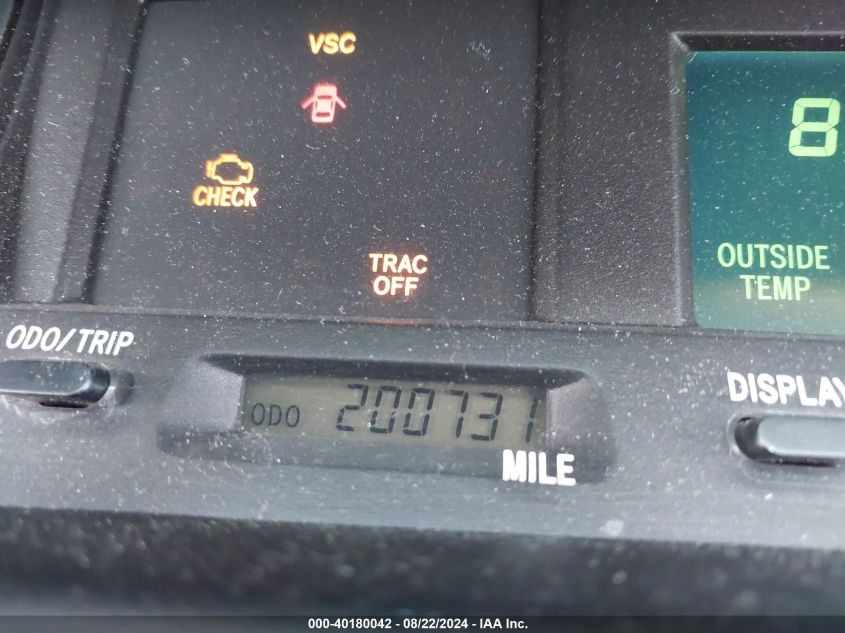 VSC
CHECK
TRAC
OFF
8
OUTSIDE
TEMP
ODO/TRIP
ODO 200731
MILE
DISPLAY
000-40180042 - 08/22/2024 - IAA Inc.